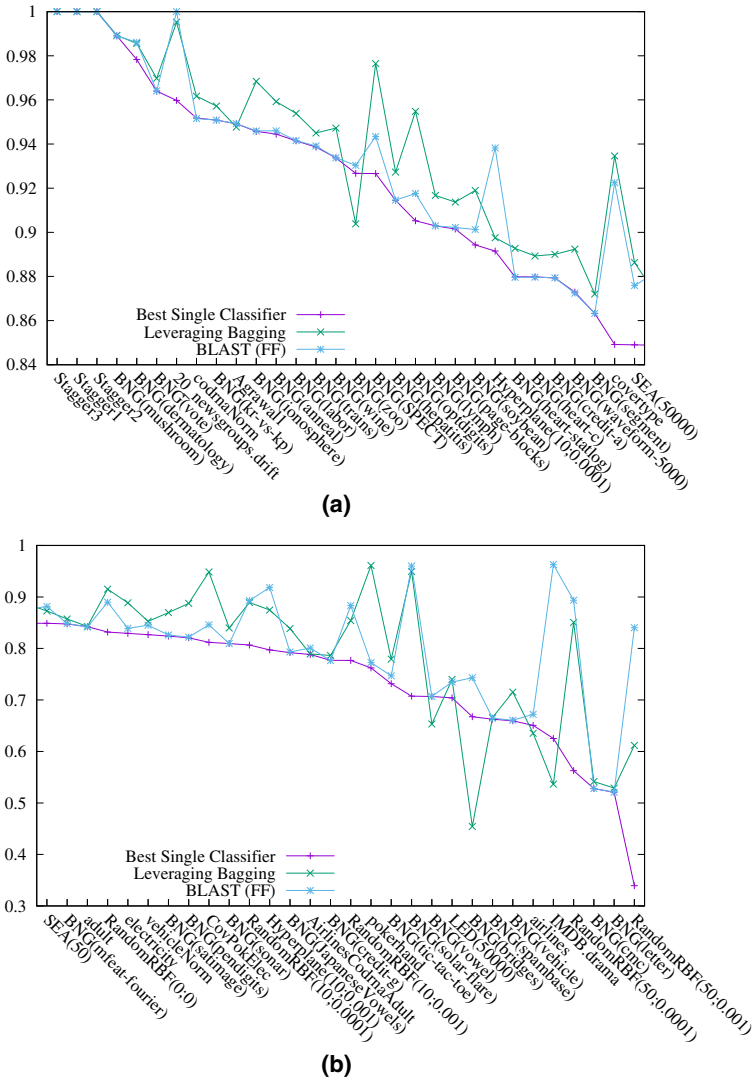 1
0.98
0.96
0.94
0.92
0.9
0.88
0.86
0.84
Best Single Classifier
Leveraging Bagging
BLAST (FF)
Stagger3
Stagger1
Stagger2
BNG(mushroom)
BNG(dermatology)
BNG(vote)
20_newsgroups.drift
codrnaNorm
BNG(kr-vs-kp)
Agrawal1
BNG(ionosphere)
BNG(anneal)
BNG(labor)
BNG(trains)
BNG(wine)
BNG(zoo)
BNG(SPECT)
BNG(hepatitis)
BNG(optdigits)
BNG(lymph)
BNG(page-blocks)
BNG(soybean)
Hyperplane(10;0.0001)
BNG(heart-statlog)
BNG(heart-c)
BNG(credit-a)
BNG(waveform-5000)
BNG(segment)
covertype
SEA(50000)
(a)
1
0.9
0.8
0.7
0.6
0.5
0.4
0.3
Best Single Classifier
Leveraging Bagging
BLAST (FF)
SEA(50)
BNG(mfeat-fourier)
adult
RandomRBF(0;0)
electricity
vehicleNorm
BNG(satimage)
BNG(pendigits)
CovPokElec
BNG(sonar)
RandomRBF(10;0.0001)
Hyperplane(10;0.001)
BNG(JapaneseVowels)
AirlinesCodrnaAdult
BNG(credit-g)
RandomRBF(10;0.001)
pokerhand
BNG(tic-tac-toe)
BNG(solar-flare)
BNG(vowel)
LED(50000)
BNG(bridges)
BNG(spambase)
BNG(vehicle)
airlines
IMDB.drama
RandomRBF(50;0.0001)
BNG(cmc)
BNG(letter)
RandomRBF(50;0.001)
(b)